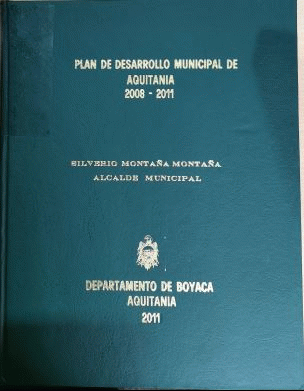 PLAN DE DESARROLLO MUNICIPAL DE
AQUITANIA
2008 - 2011
SILVERIO MONTAÑA MONTAÑA
ALCALDE MUNICIPAL
DEPARTAMENTO DE BOYACA
AQUITANIA
2011